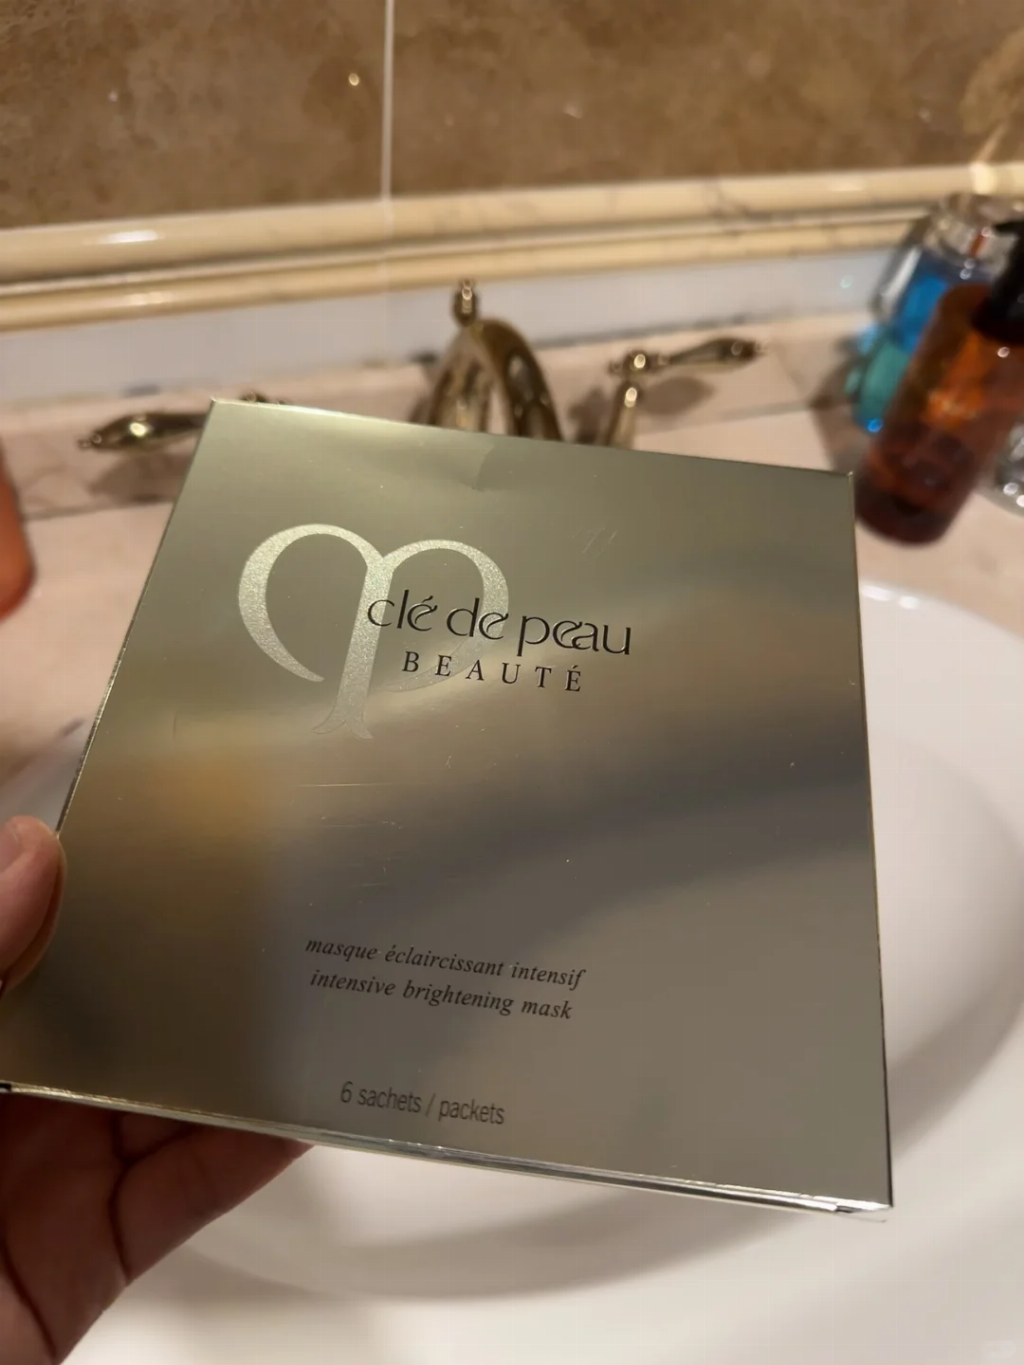 clé de peau
BEAUTÉ
masque éclaircissant intensif
intensive brightening mask
6 sachets / packets